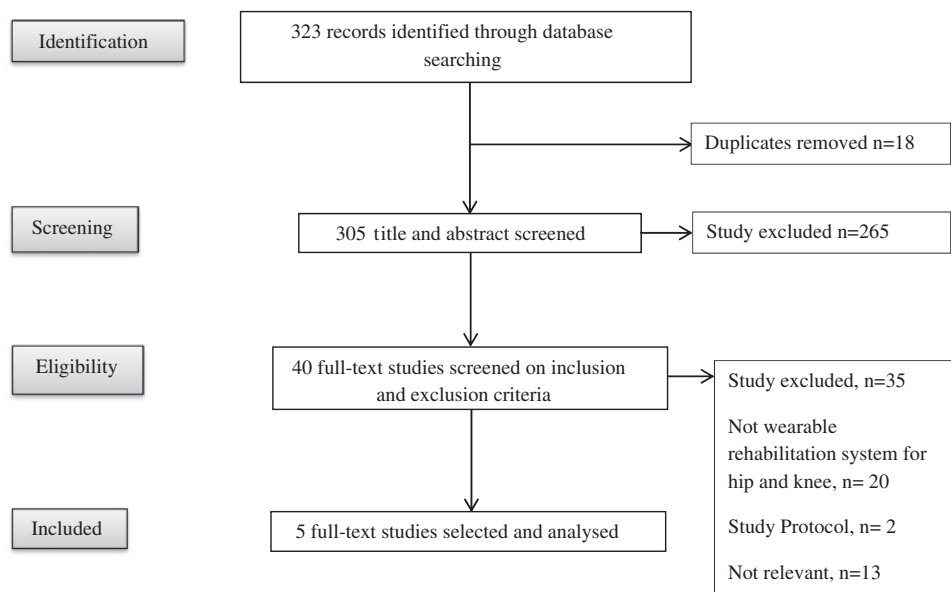 Identification
323 records identified through database
searching
Duplicates removed n=18
Screening
305 title and abstract screened
Study excluded n=265
Eligibility
40 full-text studies screened on inclusion
and exclusion criteria
Study excluded, n=35
Not wearable
rehabilitation system for
hip and knee, n= 20
Study Protocol, n= 2
Not relevant, n=13
Included
5 full-text studies selected and analysed